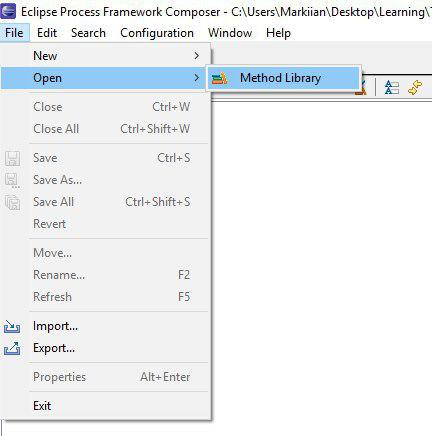 Eclipse Process Framework Composer - C:\Users\Markiian\Desktop\Learning\
File Edit Search Configuration Window Help
New
Open Method Library
Close Ctrl+W
Close All Ctrl+Shift+W
Save Ctrl+S
Save As...
Save All Ctrl+Shift+S
Revert
Move...
Rename... F2
Refresh F5
Import...
Export...
Properties Alt+Enter
Exit